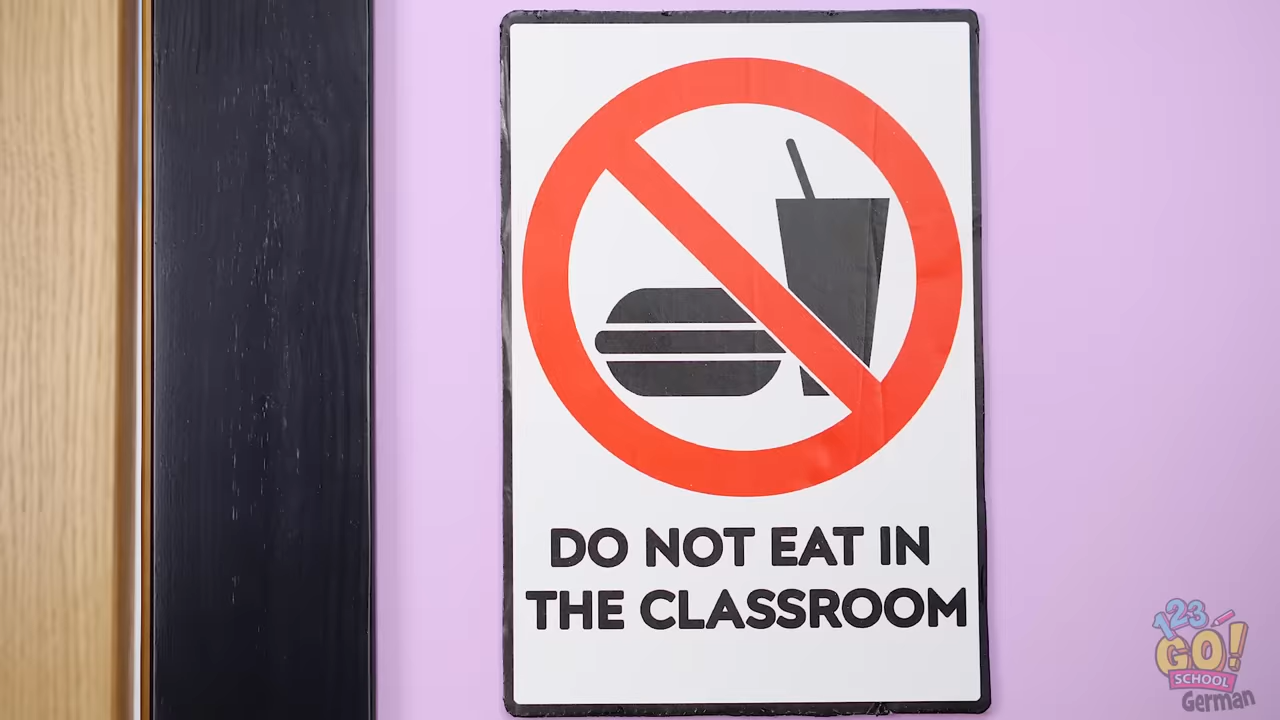 DO NOT EAT IN
THE CLASSROOM
123
GO!
SCHOOL
German